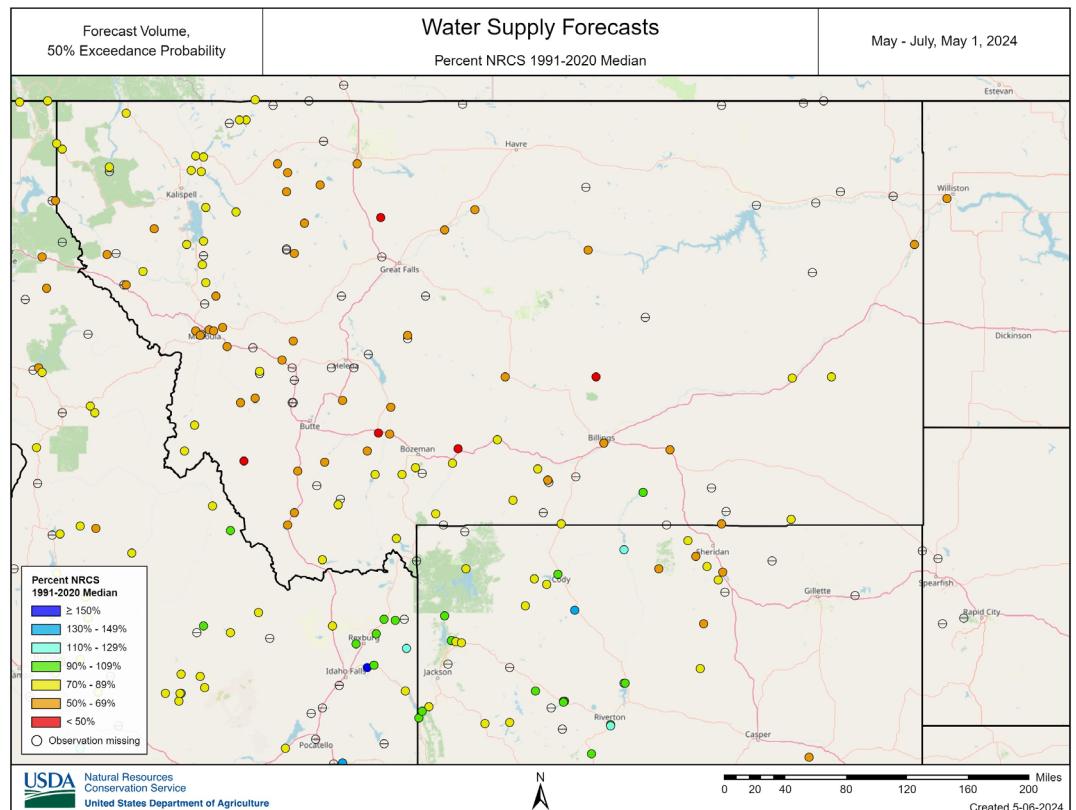 Forecast Volume,
50% Exceedance Probability
Water Supply Forecasts
Percent NRCS 1991-2020 Median
May - July, May 1, 2024
Estevan
Havre
Kalispell
Williston
Great Falls
Dickinson
Helena
Butte
Billings
Bozeman
Sheridan
Cody
Gillette
Spearfish
Rapid City
Rexburg
Idaho Falls
Jackson
Riverton
Casper
Pocatello
Percent NRCS
1991-2020 Median
≥ 150%
130% - 149%
110% - 129%
90% - 109%
70% - 89%
50% - 69%
< 50%
Observation missing
USDA
Natural Resources
Conservation Service
United States Department of Agriculture
N
Miles
0 20 40 80 120 160 200
Created 5-06-2024